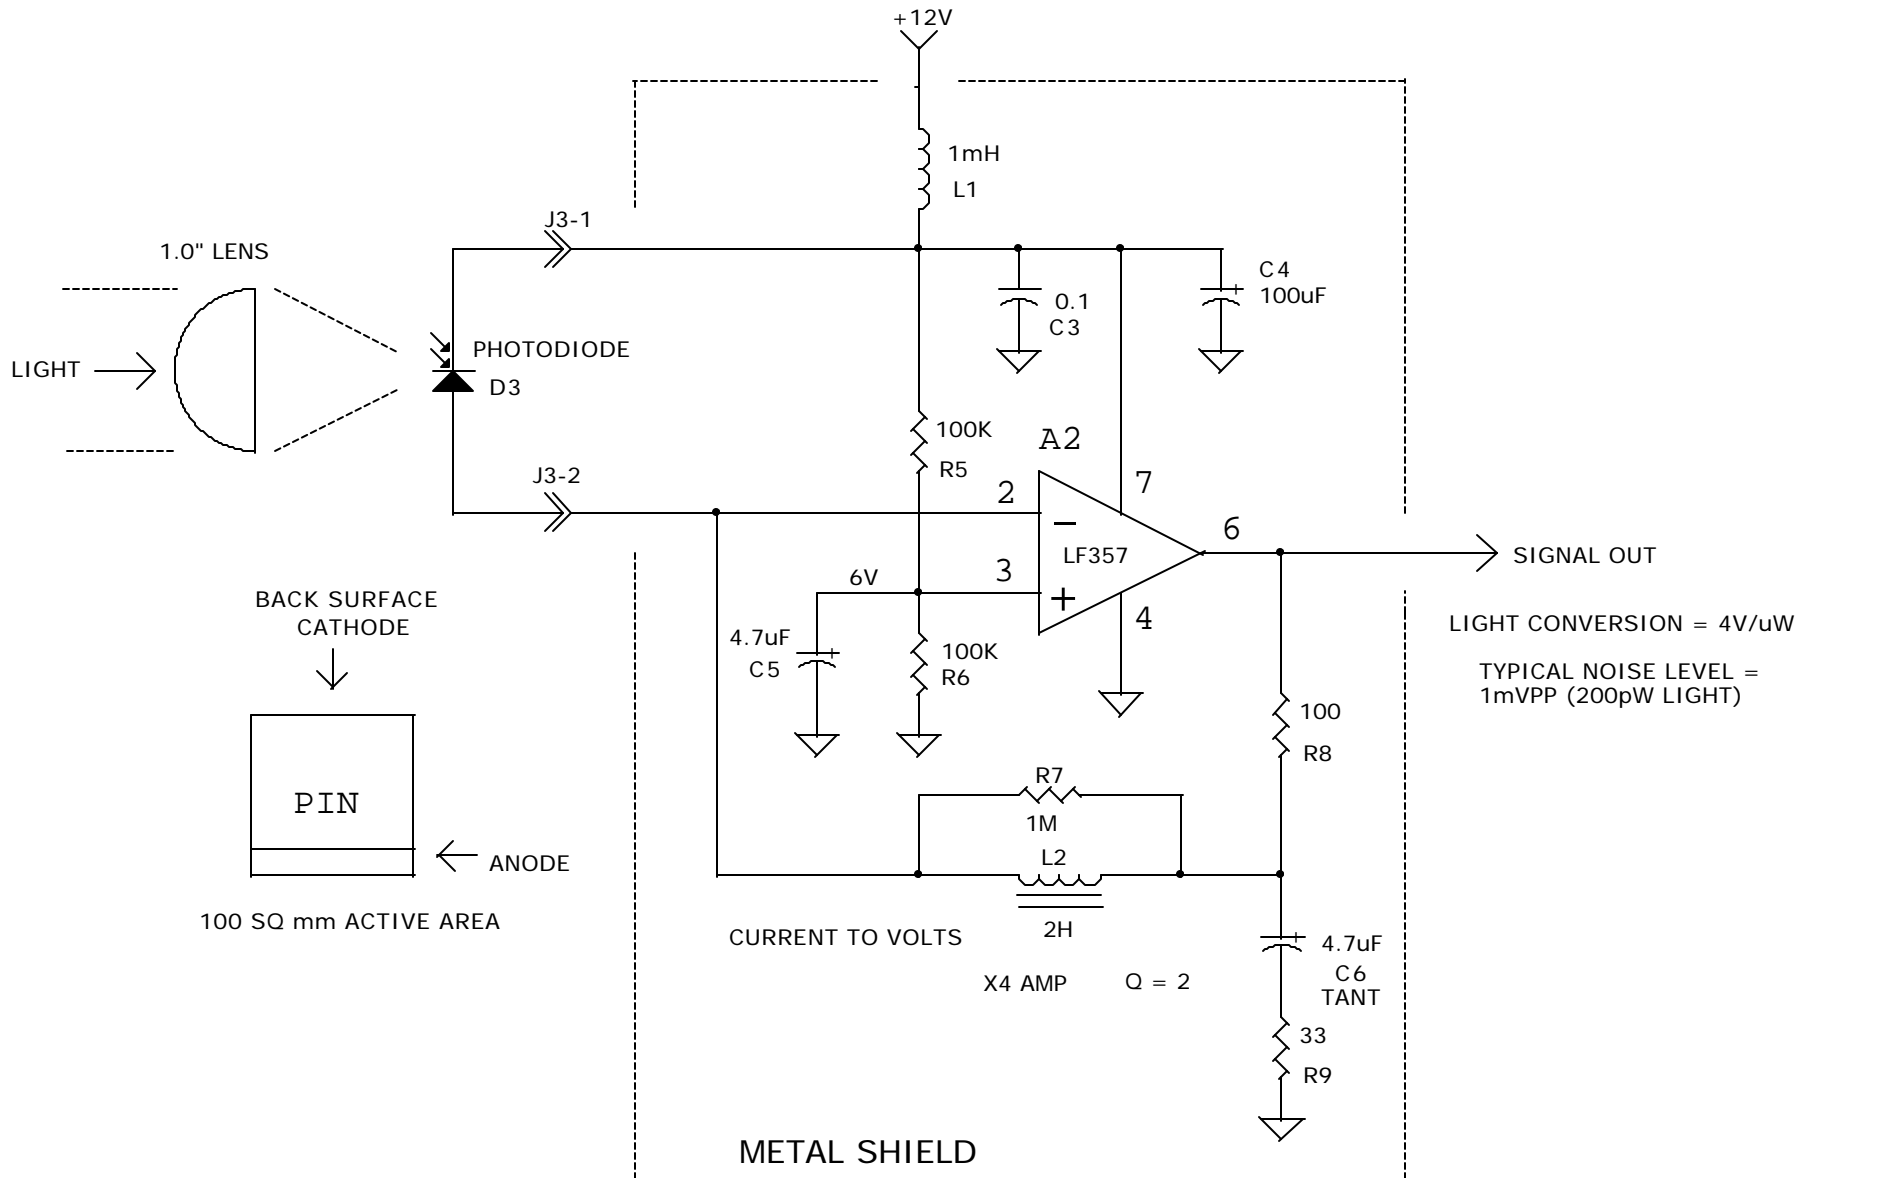 +12V
1mH
L1
J3-1
1.0" LENS
C4
100uF
0.1
C3
PHOTODIODE
LIGHT
D3
100K
A2
R5
J3-2
2
7
6
LF357
SIGNAL OUT
3
6V
BACK SURFACE
CATHODE
4
LIGHT CONVERSION = 4V/uW
4.7uF
C5
100K
R6
TYPICAL NOISE LEVEL =
1mVPP (200pW LIGHT)
100
R8
R7
1M
PIN
L2
ANODE
100 SQ mm ACTIVE AREA
2H
CURRENT TO VOLTS
4.7uF
C6
TANT
X4 AMP
Q = 2
33
R9
METAL SHIELD